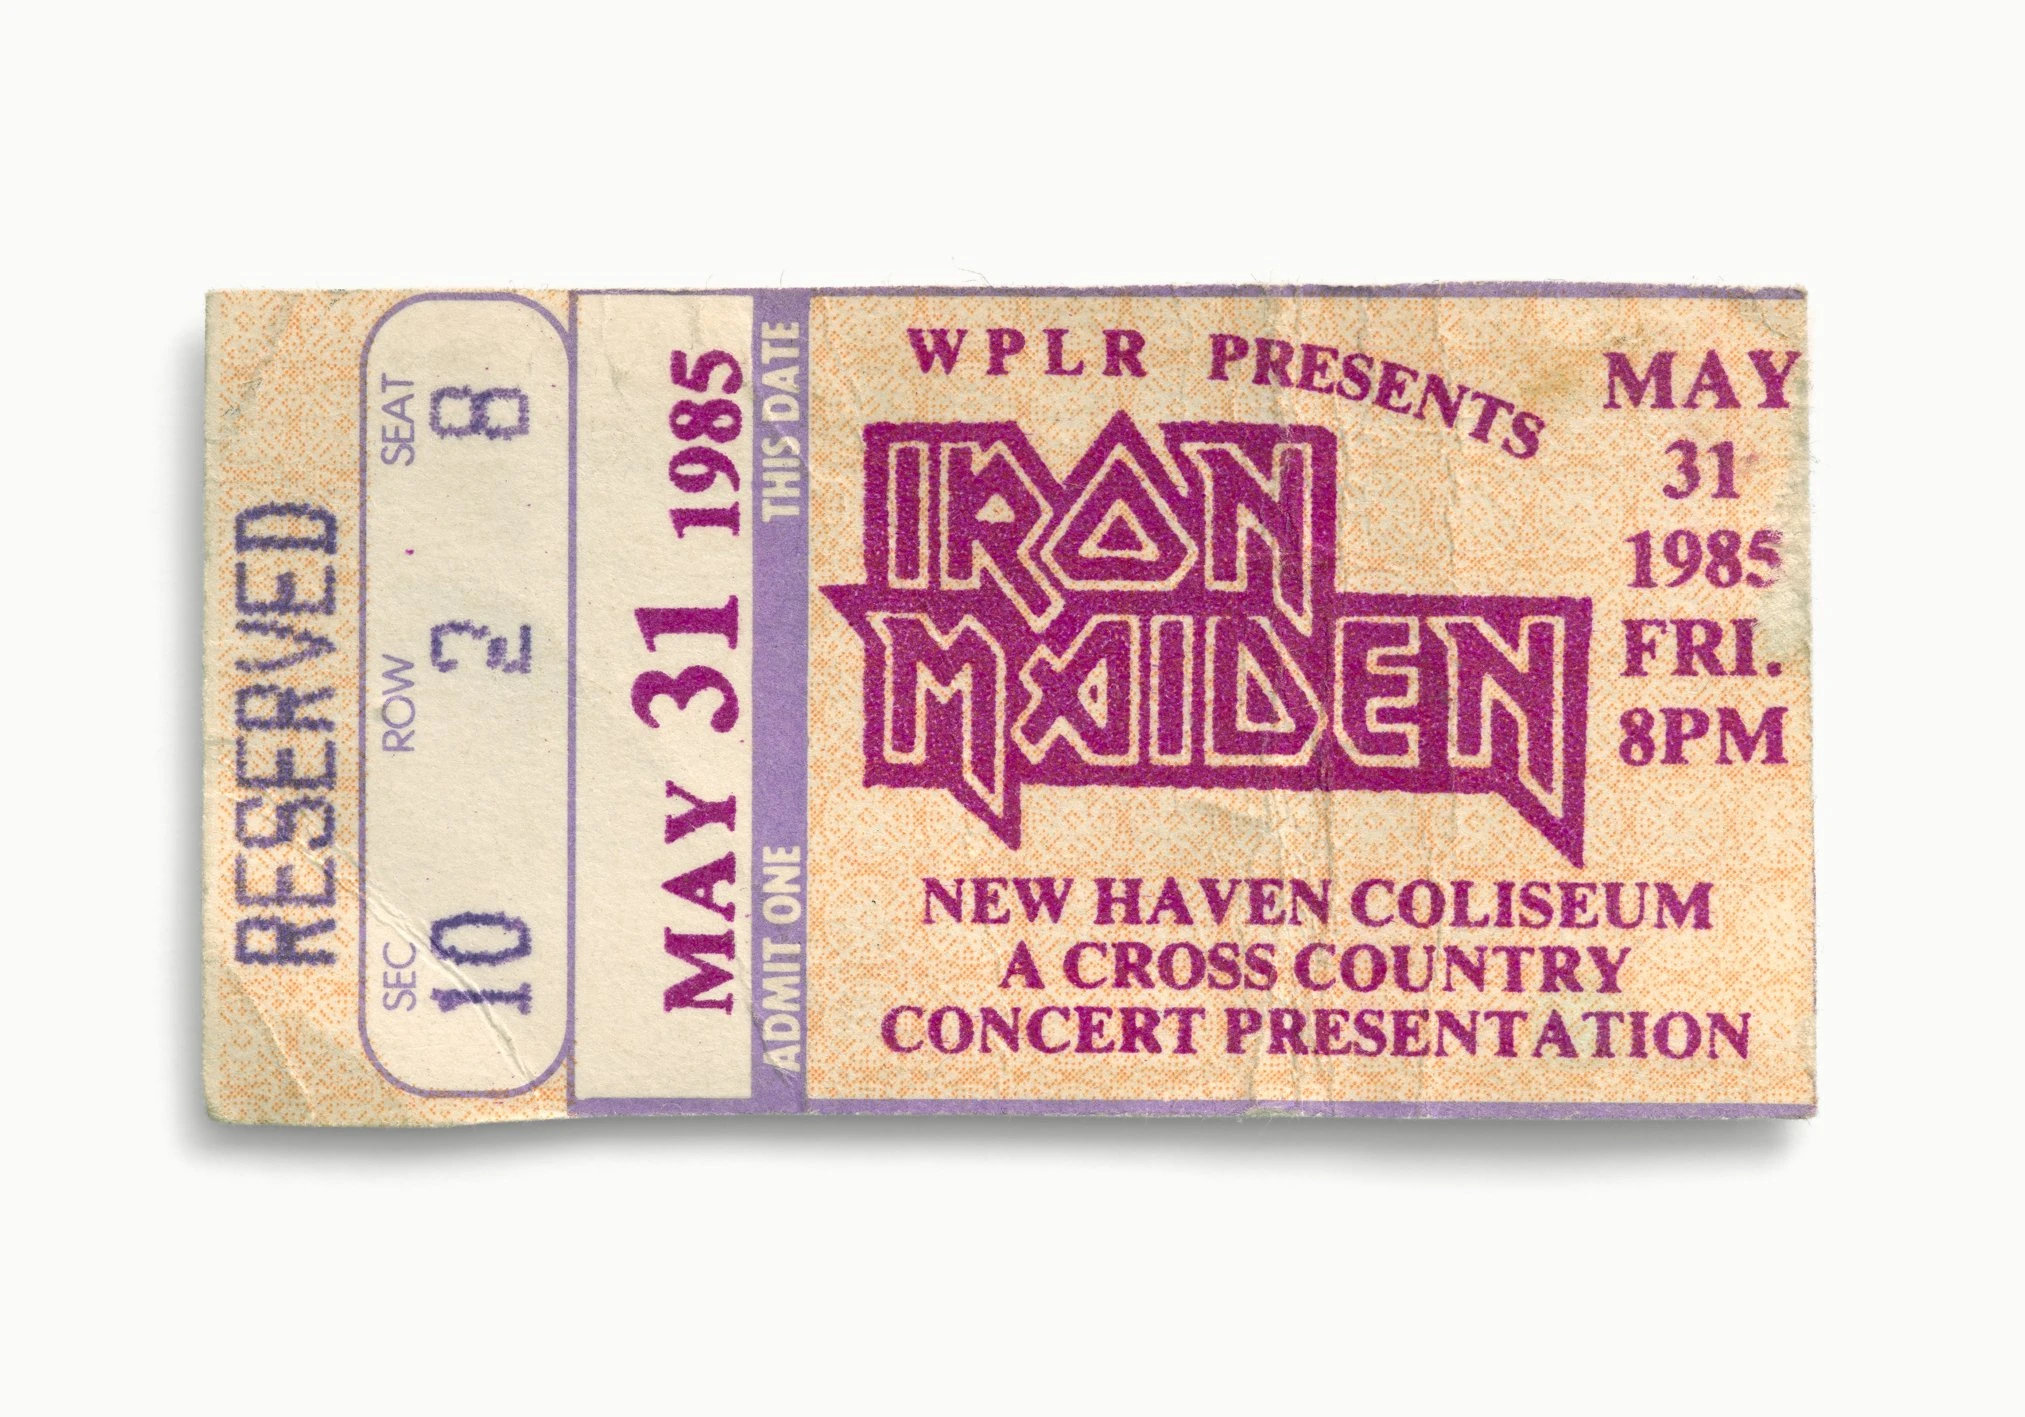 RESERVED
SEC 10
ROW 2
SEAT 8
MAY 31 1985
ADMIT ONE THIS DATE
WPLR PRESENTS
IRON
MAIDEN
MAY
31
1985
FRI.
8PM
NEW HAVEN COLISEUM
A CROSS COUNTRY
CONCERT PRESENTATION